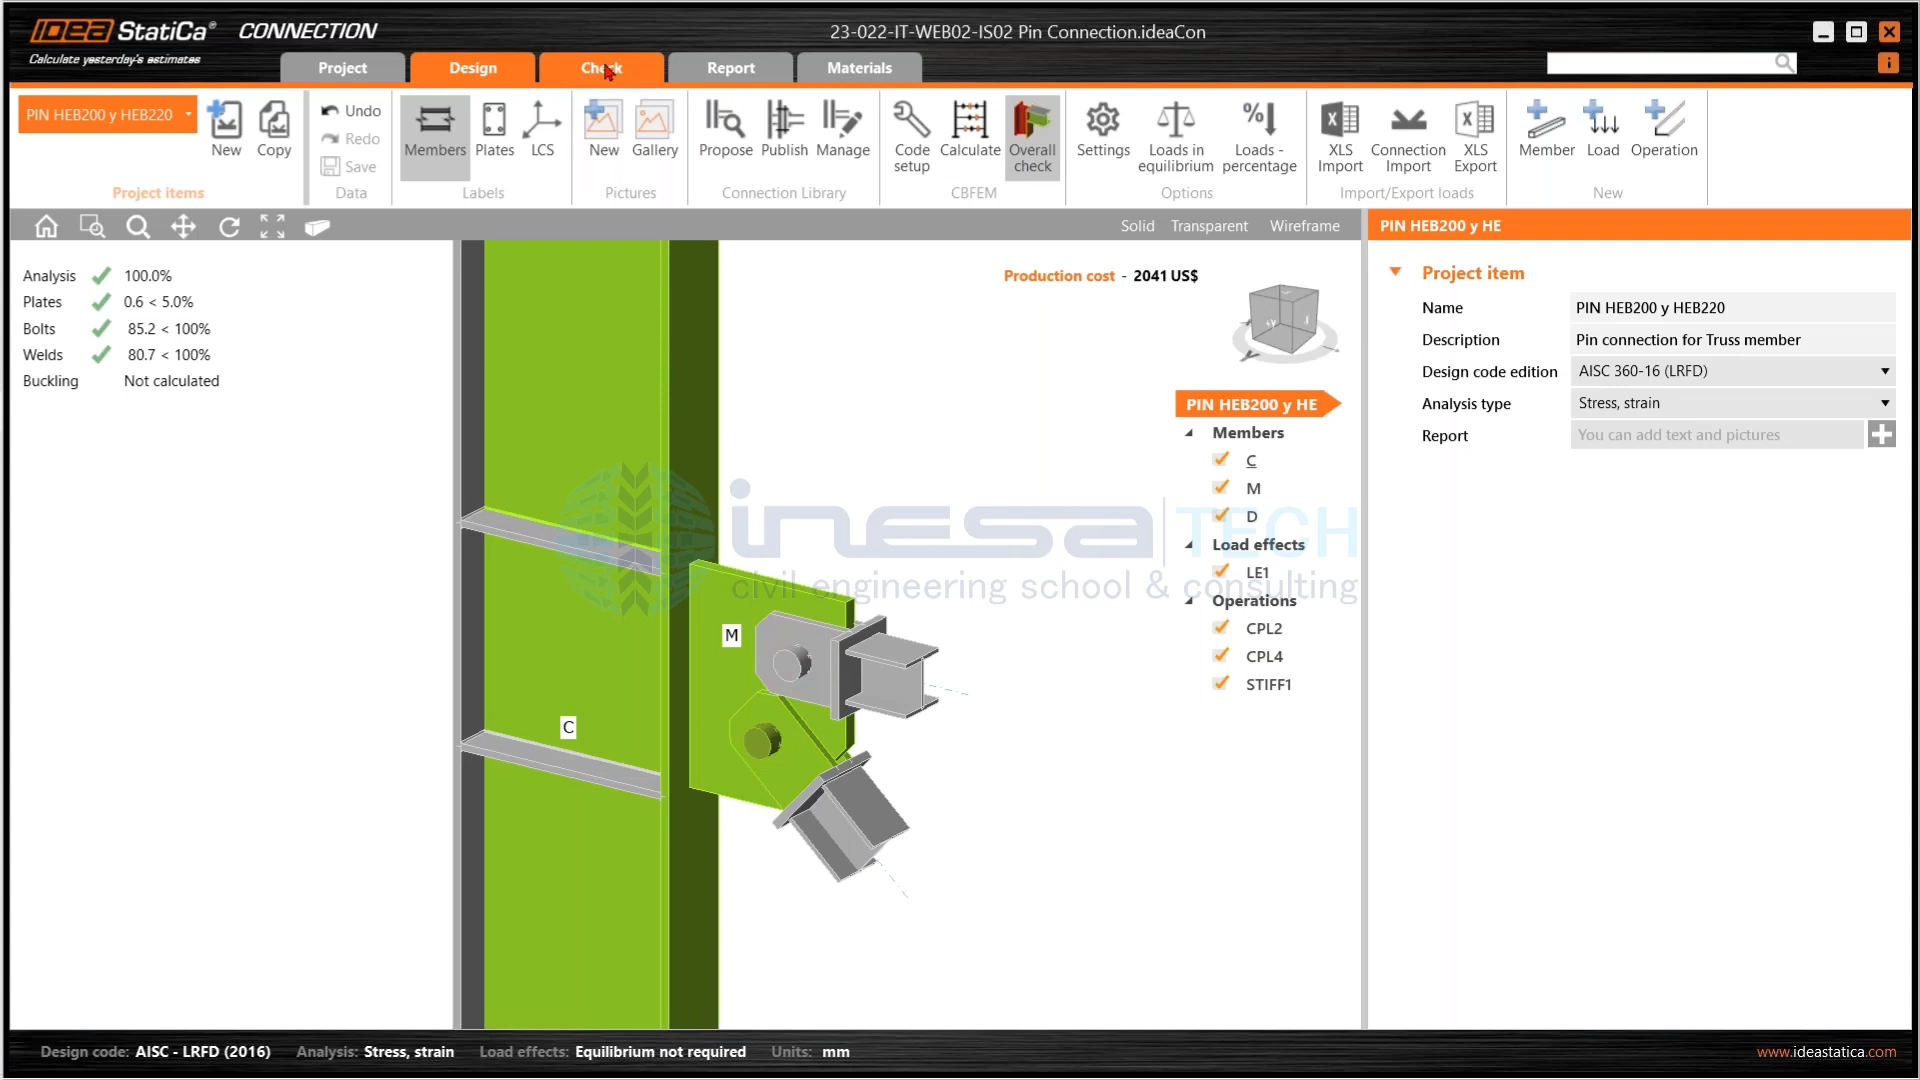 IDEA StatiCa® CONNECTION
Calculate yesterday's estimates
23-022-IT-WEB02-IS02 Pin Connection.ideaCon
Project
Design
Check
Report
Materials
i
PIN HEB200 y HEB220
New
Copy
Project items
Undo
Redo
Save
Data
Members
Plates
LCS
Labels
New
Gallery
Pictures
Propose
Publish
Manage
Connection Library
Code
setup
Calculate
Overall
check
CBFEM
Settings
Loads in
equilibrium
Loads -
percentage
Options
XLS
Import
Connection
Import
XLS
Export
Import/Export loads
Member
Load
Operation
New
Solid
Transparent
Wireframe
PIN HEB200 y HE
Analysis 100.0%
Plates 0.6 < 5.0%
Bolts 85.2 < 100%
Welds 80.7 < 100%
Buckling Not calculated
Production cost - 2041 US$
PIN HEB200 y HE
Members
C
M
D
Load effects
LE1
Operations
CPL2
CPL4
STIFF1
M
C
inesa TECH
civil engineering school & consulting
Project item
Name PIN HEB200 y HEB220
Description Pin connection for Truss member
Design code edition AISC 360-16 (LRFD)
Analysis type Stress, strain
Report You can add text and pictures
Design code: AISC - LRFD (2016) Analysis: Stress, strain Load effects: Equilibrium not required Units: mm
www.ideastatica.com